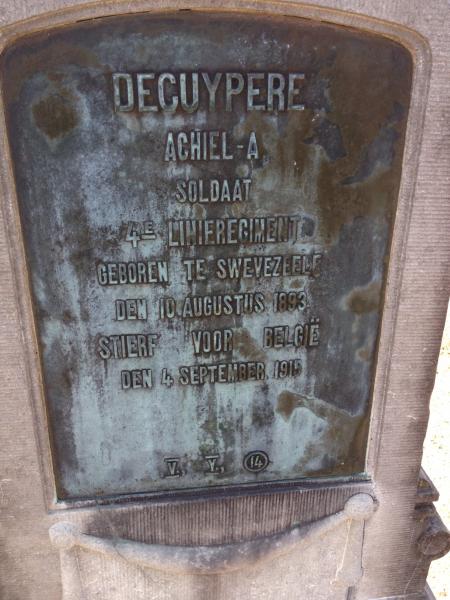 DECUYPERE
ACHIEL-A
SOLDAAT
4E LINIEREGIMENT
GEBOREN TE SWEVEZEELE
DEN 10 AUGUSTUS 1893
STIERF VOOR BELGIË
DEN 4 SEPTEMBER 1915
V. V. 14